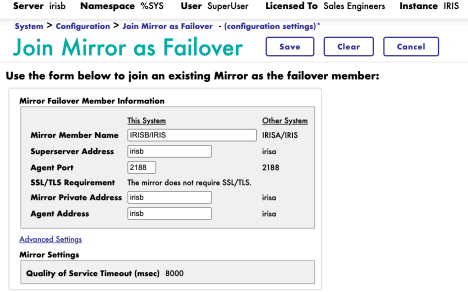 Server irisb Namespace %SYS User SuperUser Licensed To Sales Engineers Instance IRIS
System > Configuration > Join Mirror as Failover - (configuration settings)*
Join Mirror as Failover Save Clear Cancel
Use the form below to join an existing Mirror as the failover member:
Mirror Failover Member Information
This System Other System
Mirror Member Name IRISB/IRIS IRISA/IRIS
Superserver Address irisb irisa
Agent Port 2188 2188
SSL/TLS Requirement The mirror does not require SSL/TLS.
Mirror Private Address irisb irisa
Agent Address irisb irisa
Advanced Settings
Mirror Settings
Quality of Service Timeout (msec) 8000